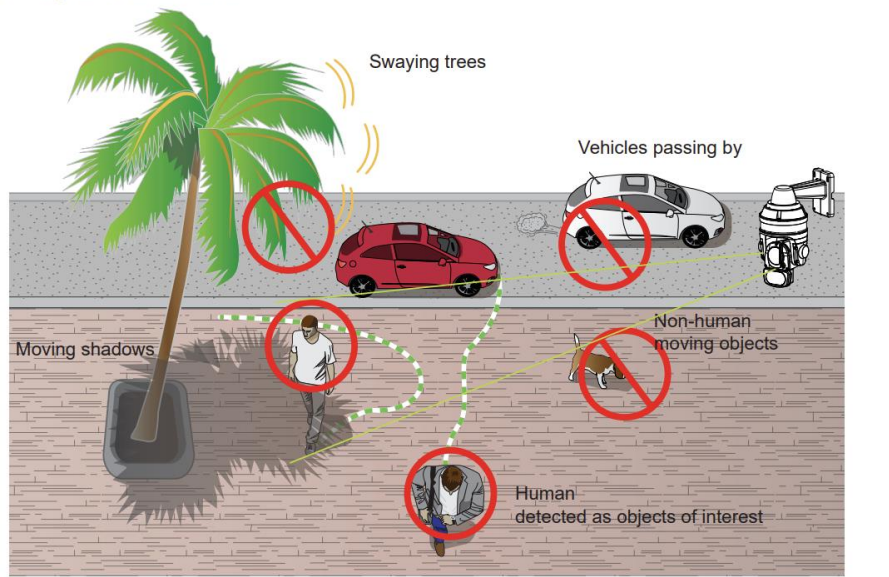 Swaying trees
Vehicles passing by
Non-human
moving objects
Moving shadows
Human
detected as objects of interest